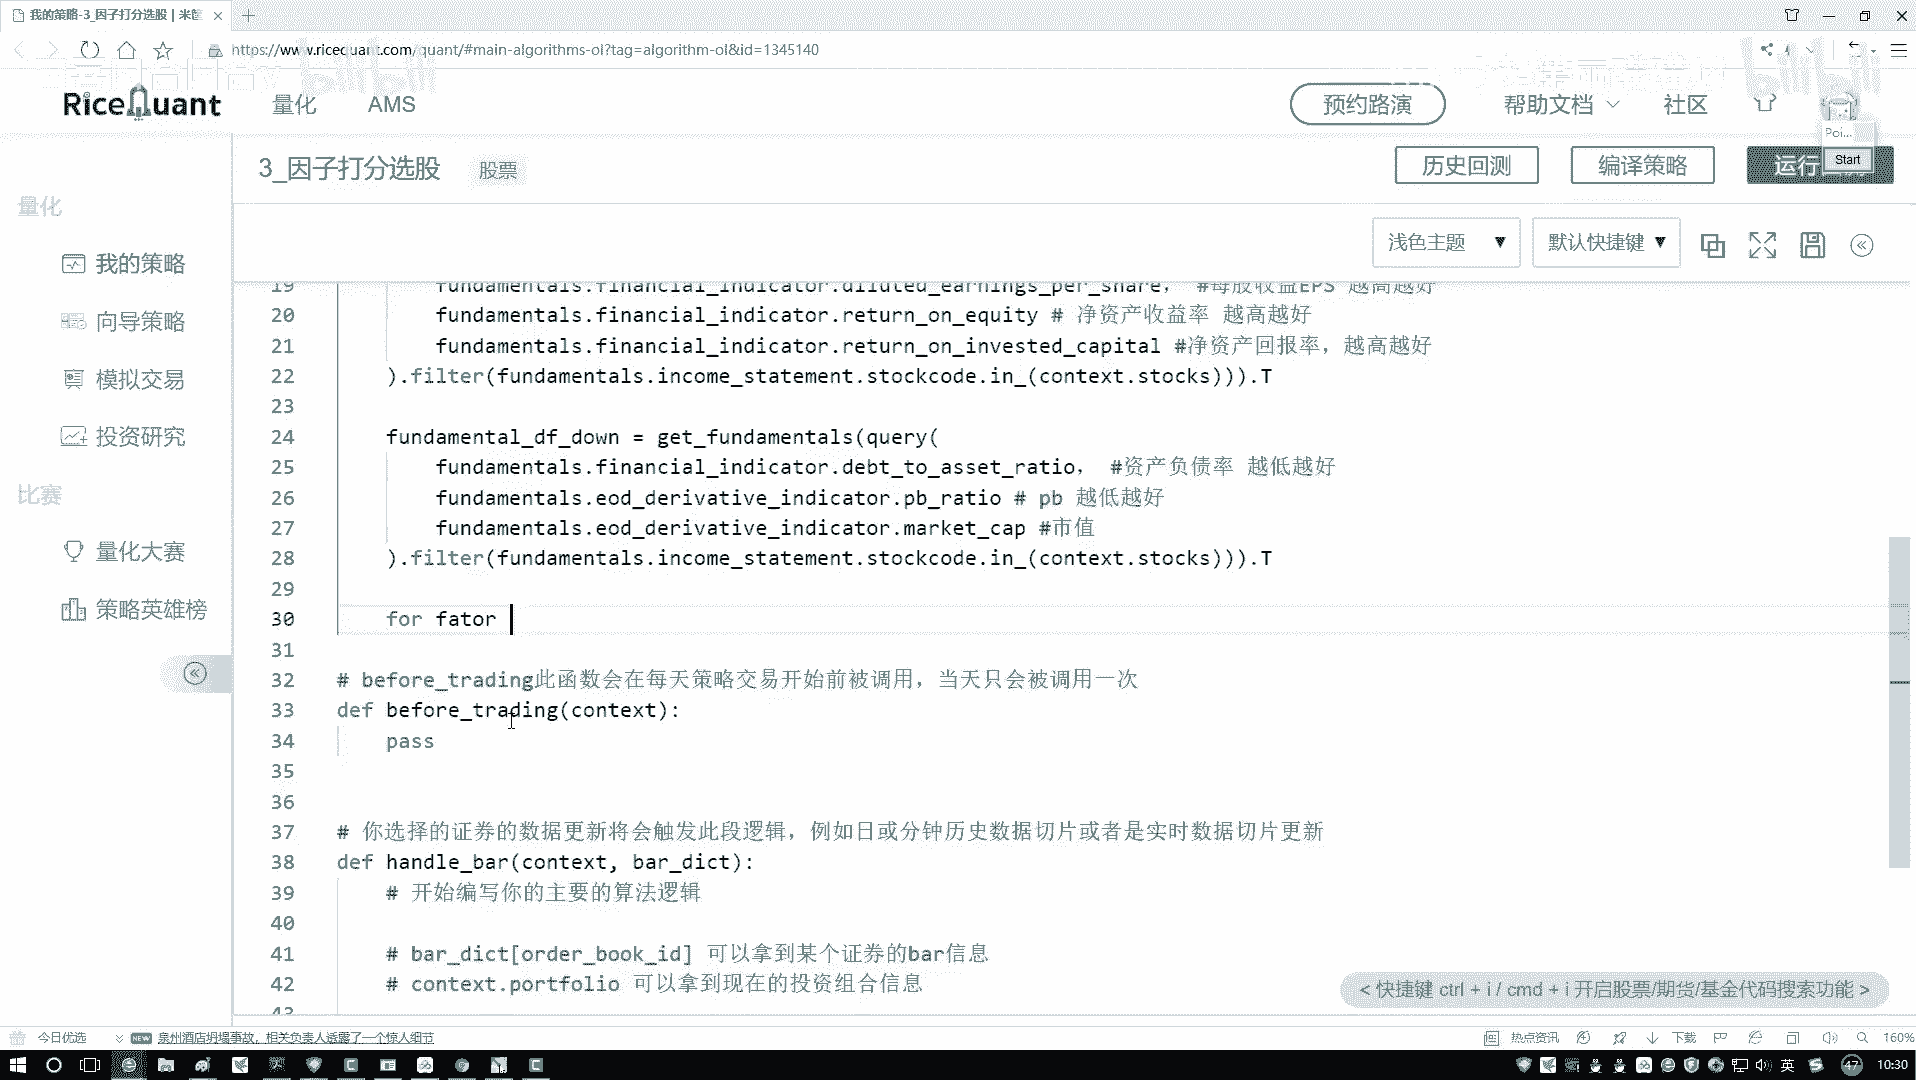 我的策略-3_因子打分选股 | 米筐
https://www.ricequant.com/quant/#main-algorithms-ol?tag=algorithm-ol&id=1345140
RiceQuant
量化
AMS
预约路演
帮助文档
社区
Poi...
Start
3_因子打分选股
股票
历史回测
编译策略
运行
量化
我的策略
向导策略
模拟交易
投资研究
比赛
量化大赛
策略英雄榜
浅色主题
默认快捷键
19 fundamentals.financial_indicator.diluted_earnings_per_share, #每股收益EPS 越高越好
20 fundamentals.financial_indicator.return_on_equity # 净资产收益率 越高越好
21 fundamentals.financial_indicator.return_on_invested_capital #净资产回报率，越高越好
22 ).filter(fundamentals.income_statement.stockcode.in_(context.stocks))).T
23
24 fundamental_df_down = get_fundamentals(query(
25 fundamentals.financial_indicator.debt_to_asset_ratio, #资产负债率 越低越好
26 fundamentals.eod_derivative_indicator.pb_ratio # pb 越低越好
27 fundamentals.eod_derivative_indicator.market_cap #市值
28 ).filter(fundamentals.income_statement.stockcode.in_(context.stocks))).T
29
30 for fator
31
32 # before_trading此函数会在每天策略交易开始前被调用，当天只会被调用一次
33 def before_trading(context):
34 pass
35
36
37 # 你选择的证券的数据更新将会触发此段逻辑，例如日或分钟历史数据切片或者是实时数据切片更新
38 def handle_bar(context, bar_dict):
39 # 开始编写你的主要的算法逻辑
40
41 # bar_dict[order_book_id] 可以拿到某个证券的bar信息
42 # context.portfolio 可以拿到现在的投资组合信息
43
< 快捷键 ctrl + i / cmd + i 开启股票/期货/基金代码搜索功能 >
今日优选
NEW
泉州酒店坍塌事故，相关负责人透露了一个惊人细节
热点资讯
下载
160%
英
47
10:30